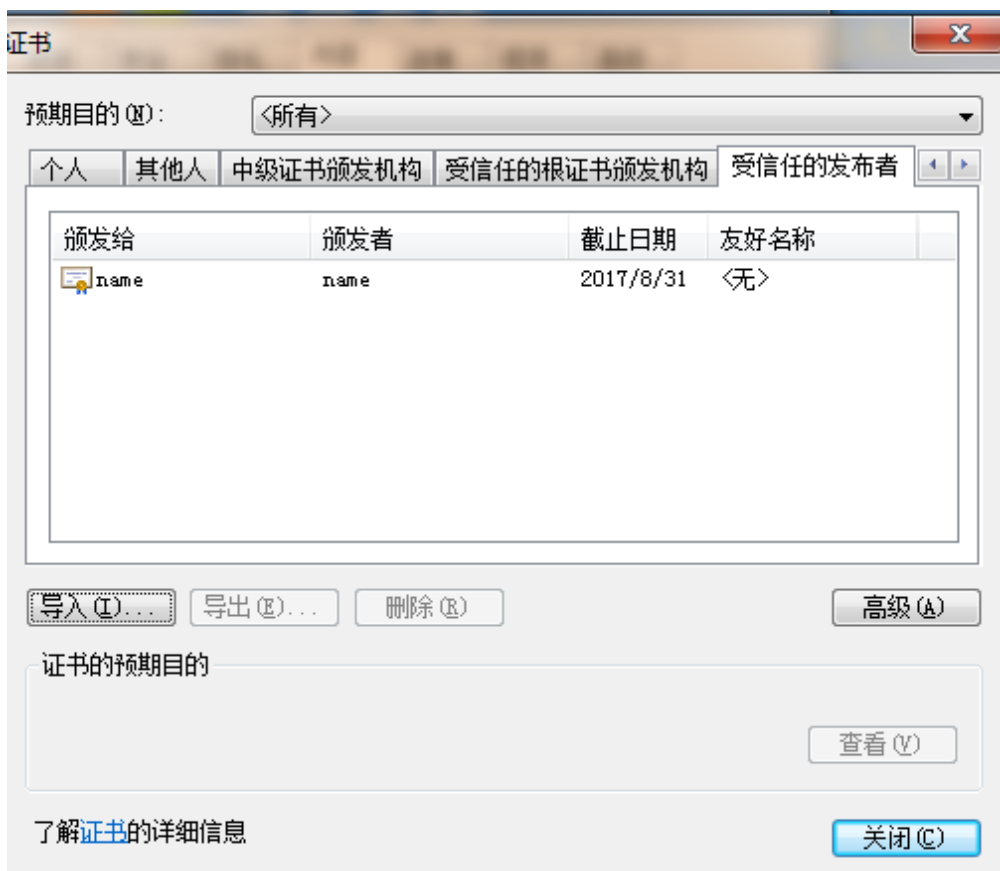 证书
预期目的(N):
<所有>
个人 其他人 中级证书颁发机构 受信任的根证书颁发机构 受信任的发布者
颁发给 颁发者 截止日期 友好名称
name name 2017/8/31 <无>
导入(I)... 导出(E)... 删除(R) 高级(A)
证书的预期目的
查看(V)
了解证书的详细信息
关闭(C)